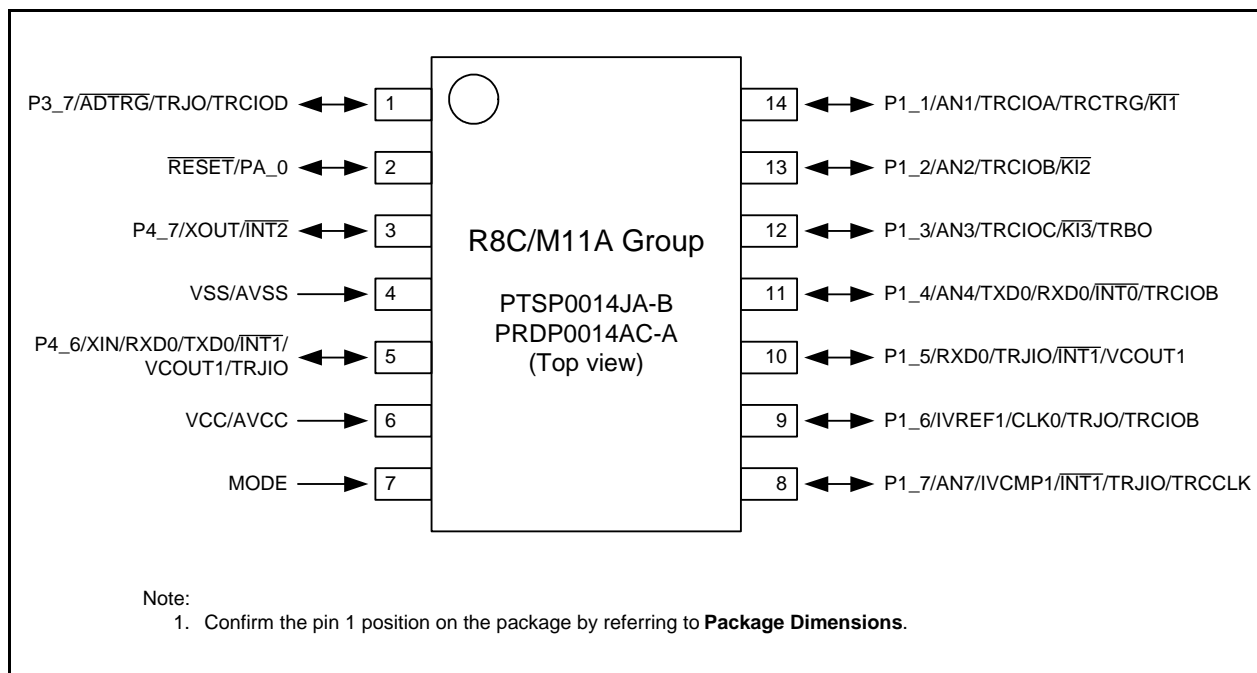 P3_7/ADTRG/TRJO/TRCIOD
1
14
P1_1/AN1/TRCIOA/TRCTRG/KI1
RESET/PA_0
2
13
P1_2/AN2/TRCIOB/KI2
P4_7/XOUT/INT2
3
12
P1_3/AN3/TRCIOC/KI3/TRBO
R8C/M11A Group
VSS/AVSS
4
11
P1_4/AN4/TXD0/RXD0/INT0/TRCIOB
PTSP0014JA-B
PRDP0014AC-A
(Top view)
P4_6/XIN/RXD0/TXD0/INT1/
VCOUT1/TRJIO
5
10
P1_5/RXD0/TRJIO/INT1/VCOUT1
VCC/AVCC
6
9
P1_6/IVREF1/CLK0/TRJO/TRCIOB
MODE
7
8
P1_7/AN7/IVCMP1/INT1/TRJIO/TRCCLK
Note:
1. Confirm the pin 1 position on the package by referring to Package Dimensions.